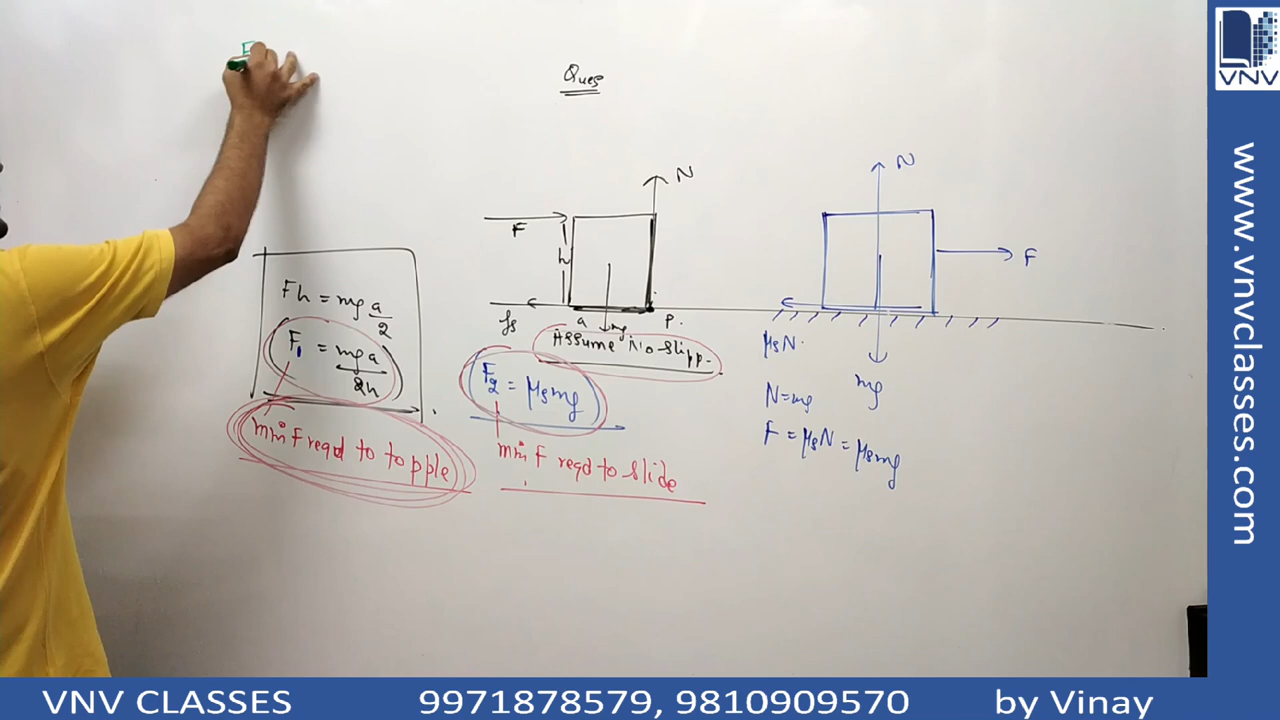 F
Ques
N
F
h
fs
a
mg
P.
Assume No slipp.
N
F
μsN.
mg
N=mg
F = μsN = μsmg
Fh = mg a/2
F1 = mga/2h
min F reqd to topple
F2 = μsmg
min F reqd to slide
VNV
www.vnvclasses.com
VNV CLASSES 9971878579, 9810909570 by Vinay